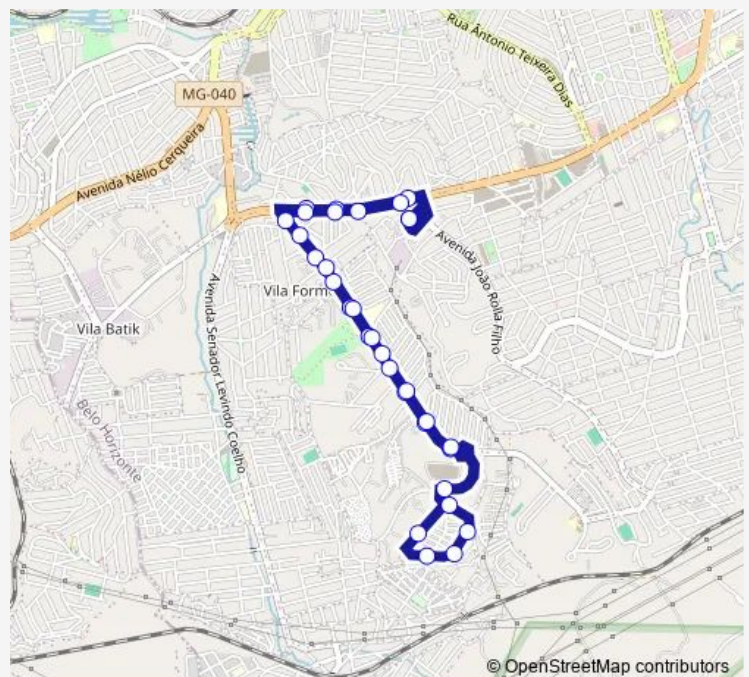 Rua Ântonio Teixeira Dias
MG-040
Avenida Nélio Cerqueira
Avenida João Rolla Filho
Vila Form
Vila Batik
Avenida Senador Levindo Coelho
Belo Horizonte
© OpenStreetMap contributors